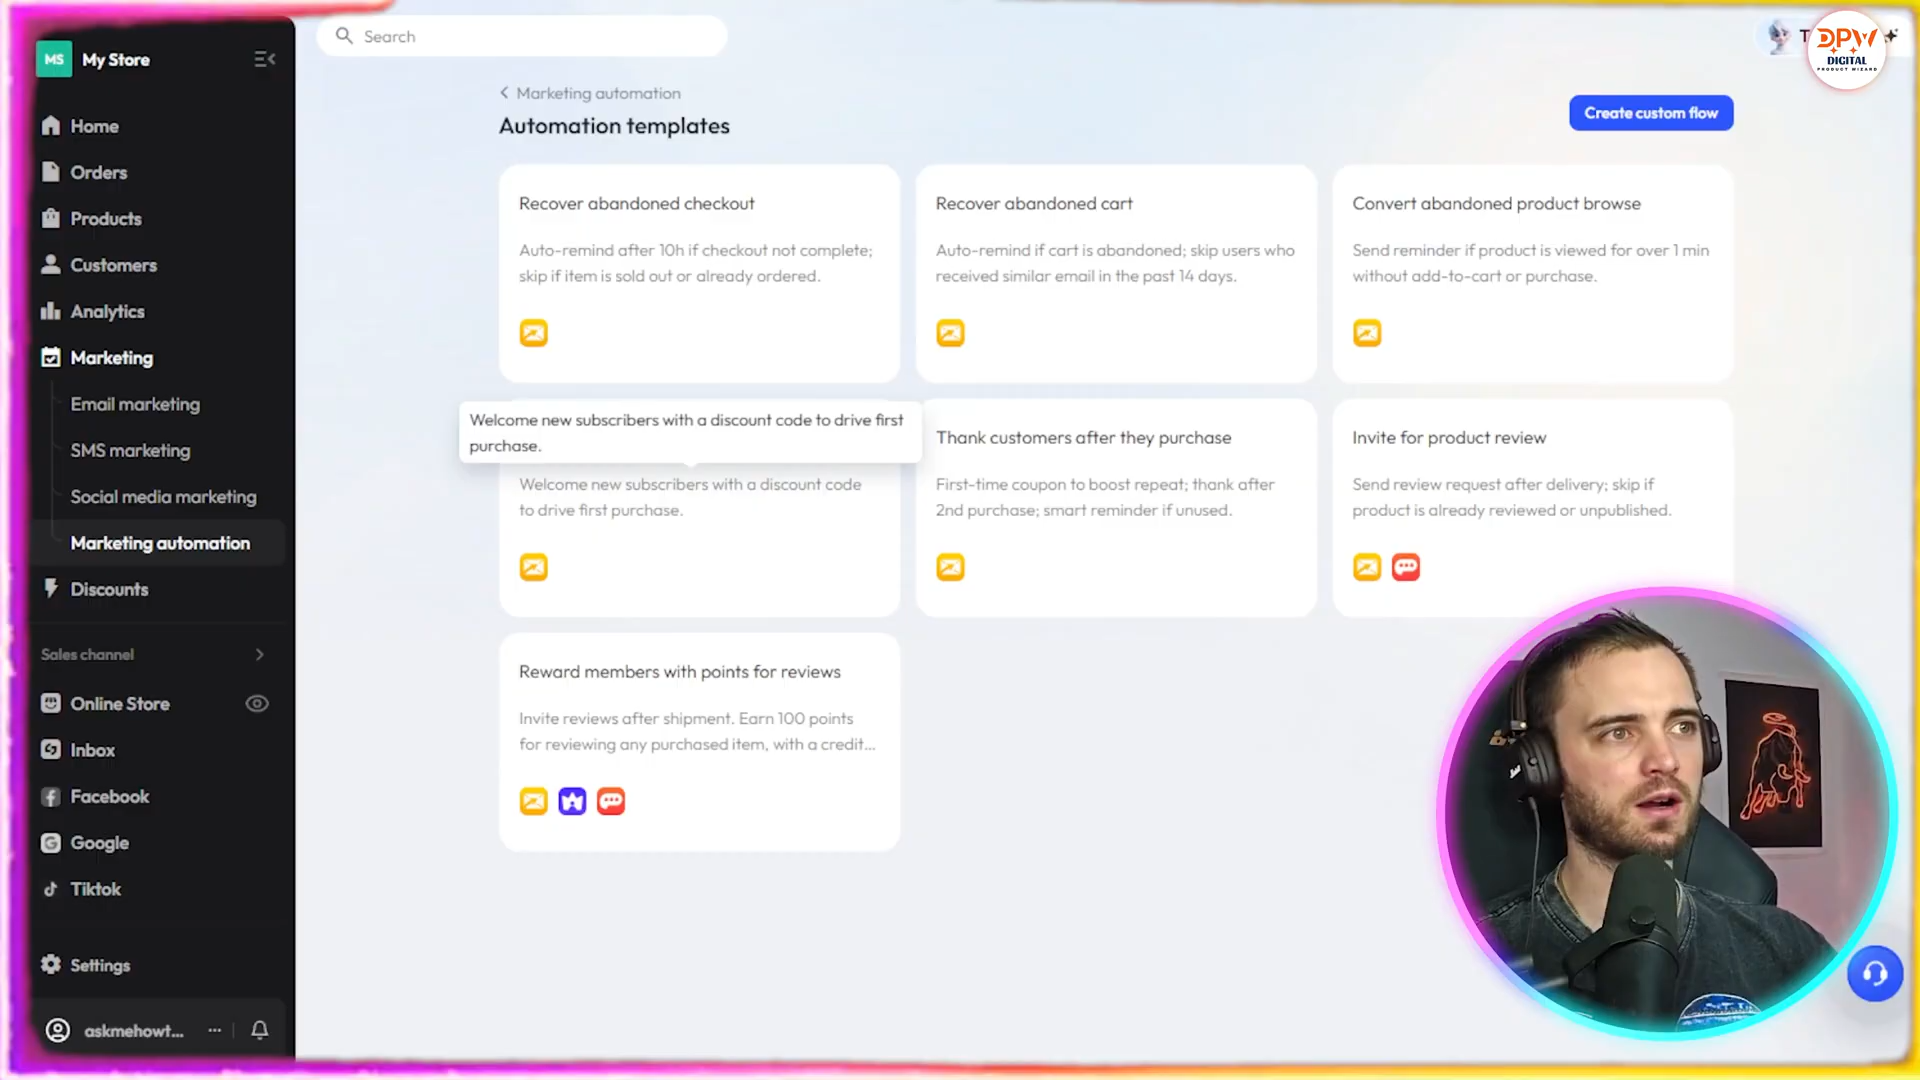 MS
My Store
Home
Orders
Products
Customers
Analytics
Marketing
Email marketing
SMS marketing
Social media marketing
Marketing automation
Discounts
Sales channel
Online Store
Inbox
Facebook
Google
Tiktok
Settings
askmehowt...
Search
DPW
DIGITAL
PRODUCT WIZARD
Marketing automation
Automation templates
Create custom flow
Recover abandoned checkout
Auto-remind after 10h if checkout not complete;
skip if item is sold out or already ordered.
Recover abandoned cart
Auto-remind if cart is abandoned; skip users who
received similar email in the past 14 days.
Convert abandoned product browse
Send reminder if product is viewed for over 1 min
without add-to-cart or purchase.
Welcome new subscribers with a discount code to drive first
purchase.
Welcome new subscribers with a discount code
to drive first purchase.
Thank customers after they purchase
First-time coupon to boost repeat; thank after
2nd purchase; smart reminder if unused.
Invite for product review
Send review request after delivery; skip if
product is already reviewed or unpublished.
Reward members with points for reviews
Invite reviews after shipment. Earn 100 points
for reviewing any purchased item, with a credit...